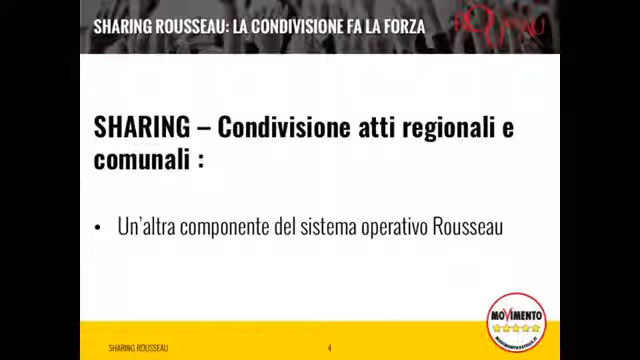 SHARING ROUSSEAU: LA CONDIVISIONE FA LA FORZA
ROUSSEAU
SHARING – Condivisione atti regionali e
comunali :
• Un'altra componente del sistema operativo Rousseau
MOVIMENTO
SHARING ROUSSEAU
4